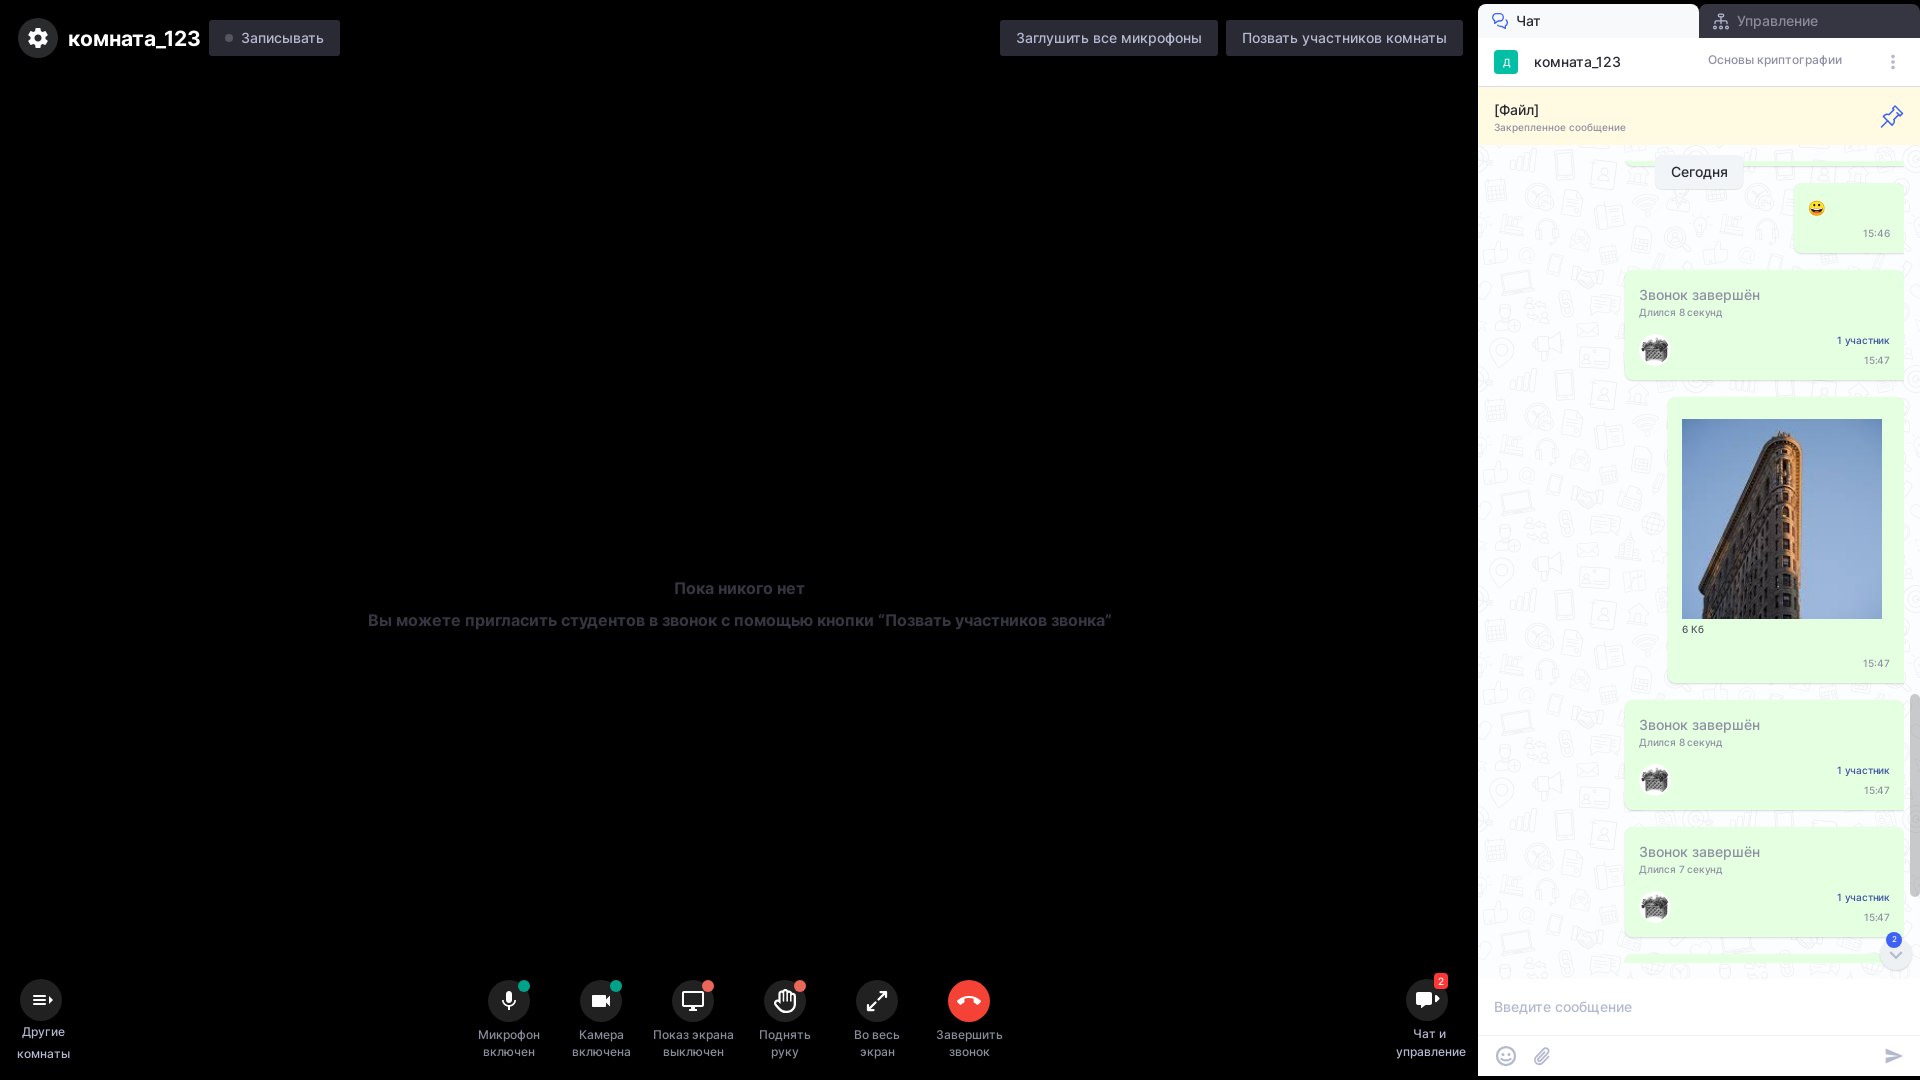 комната_123
Записывать
Заглушить все микрофоны
Позвать участников комнаты
Пока никого нет
Вы можете пригласить студентов в звонок с помощью кнопки “Позвать участников звонка”
Другие
комнаты
Микрофон
включен
Камера
включена
Показ экрана
выключен
Поднять
руку
Во весь
экран
Завершить
звонок
2
Чат и
управление
Чат
Управление
Д
комната_123
Основы криптографии
[Файл]
Закрепленное сообщение
Сегодня
😀
15:46
Звонок завершён
Длился 8 секунд
1 участник
15:47
6 Кб
15:47
Звонок завершён
Длился 8 секунд
1 участник
15:47
Звонок завершён
Длился 7 секунд
1 участник
15:47
2
Введите сообщение